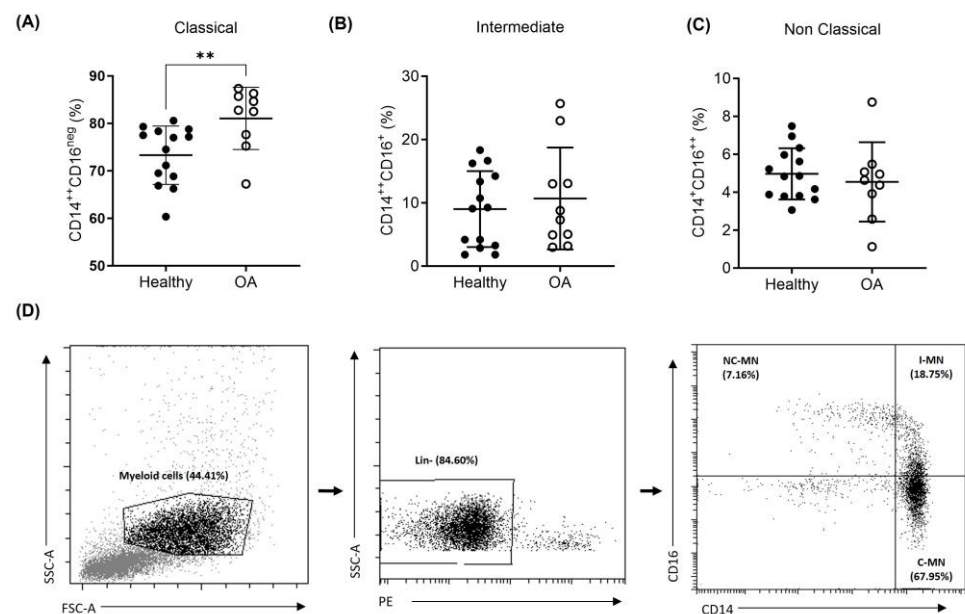 (A)
Classical
**
CD14++CD16neg (%)
90
80
70
60
50
Healthy
OA
(B)
Intermediate
CD14++CD16+ (%)
30
20
10
0
Healthy
OA
(C)
Non Classical
CD14+CD16++ (%)
10
8
6
4
2
0
Healthy
OA
(D)
SSC-A
Myeloid cells (44.41%)
FSC-A
SSC-A
Lin- (84.60%)
PE
CD16
NC-MN
(7.16%)
I-MN
(18.75%)
C-MN
(67.95%)
CD14